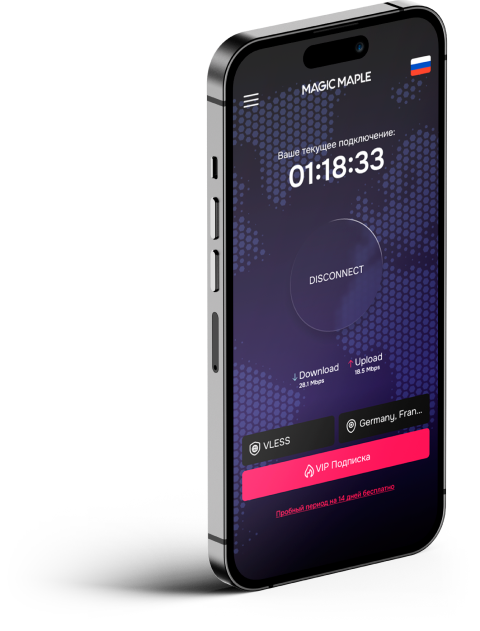 MAGIC MAPLE
Ваше текущее подключение:
01:18:33
DISCONNECT
↓ Download ↑ Upload
28.1 Mbps 18.5 Mbps
VLESS Germany, Fran...
VIP Подписка
Пробный период на 14 дней бесплатно